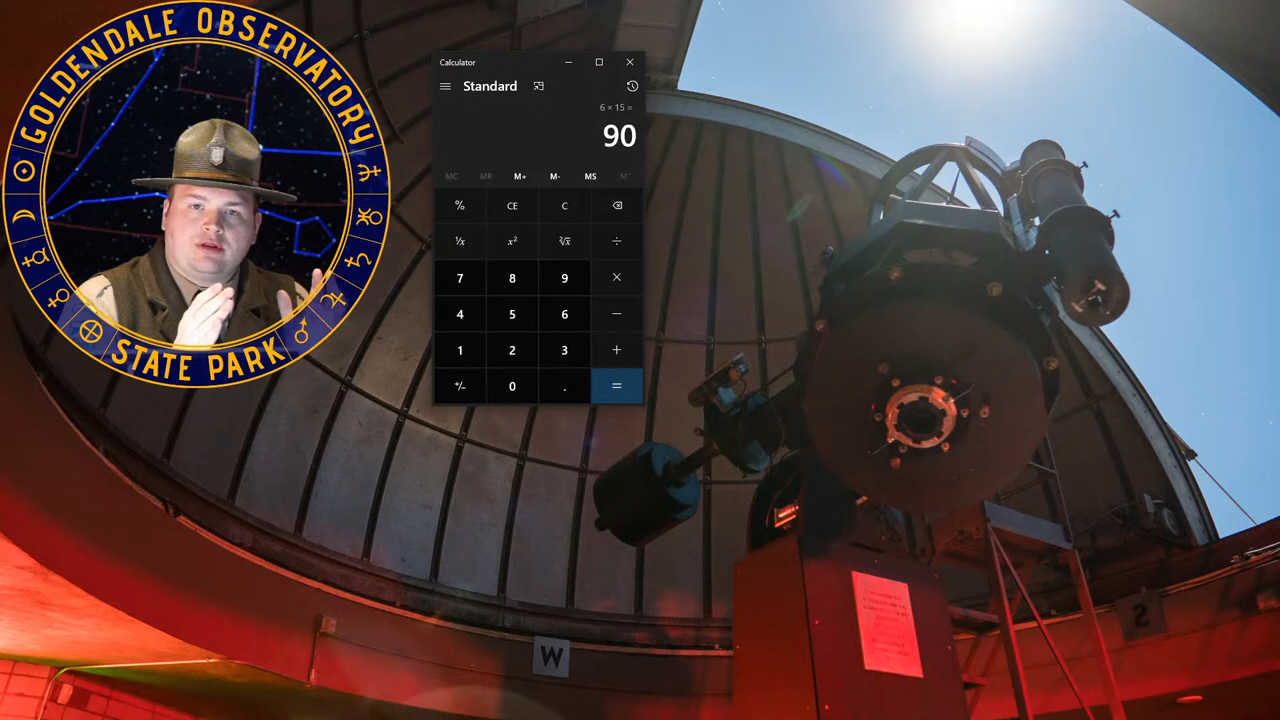 GOLDENDALE OBSERVATORY
STATE PARK
Calculator
Standard
6 × 15 =
90
MC MR M+ M- MS M˅
% CE C
¹/x x² ²√x ÷
7 8 9 ×
4 5 6 −
1 2 3 +
+/− 0 . =
W
S